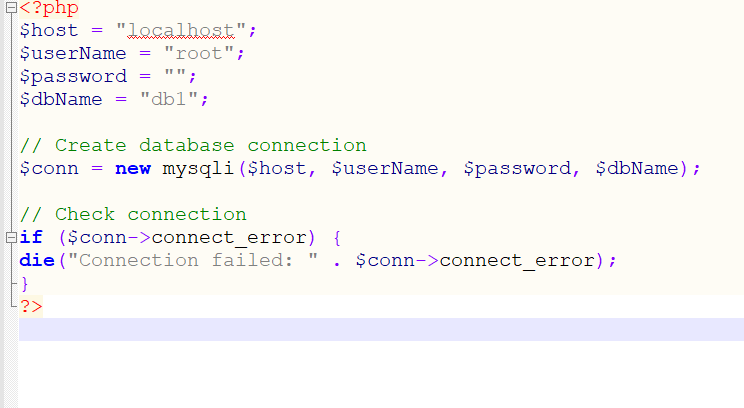 <?php
$host = "localhost";
$userName = "root";
$password = "";
$dbName = "db1";
// Create database connection
$conn = new mysqli($host, $userName, $password, $dbName);
// Check connection
if ($conn->connect_error) {
die("Connection failed: " . $conn->connect_error);
}
?>